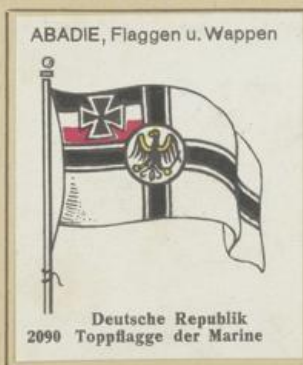 ABADIE, Flaggen u. Wappen
Deutsche Republik
2090 Toppflagge der Marine